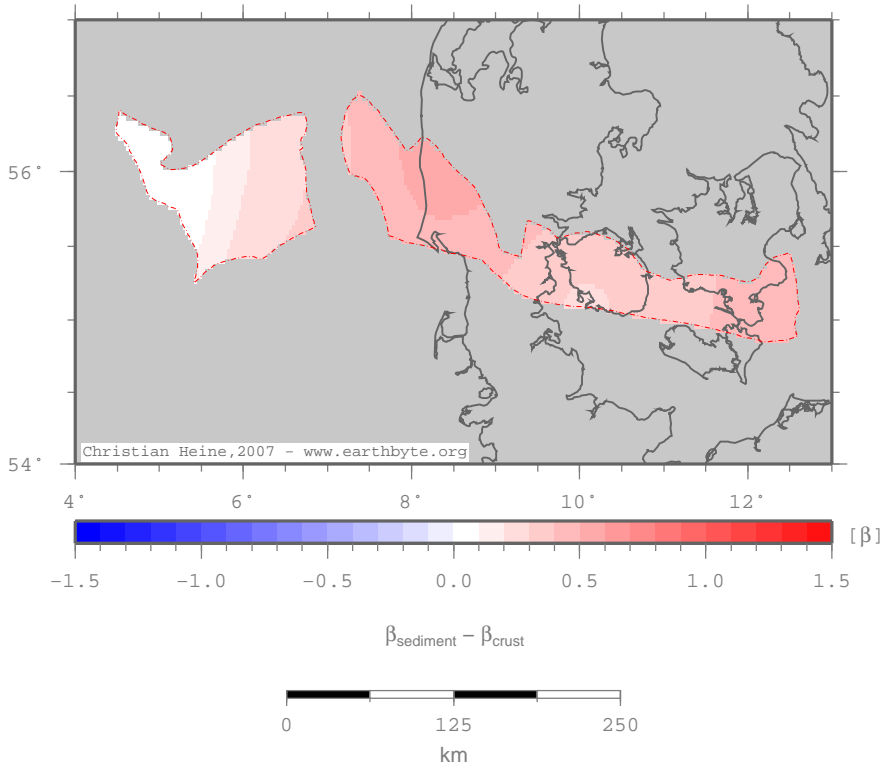 56°
54°
Christian Heine,2007 - www.earthbyte.org
4° 6° 8° 10° 12°
[β]
-1.5 -1.0 -0.5 0.0 0.5 1.0 1.5
βsediment − βcrust
0 125 250
km